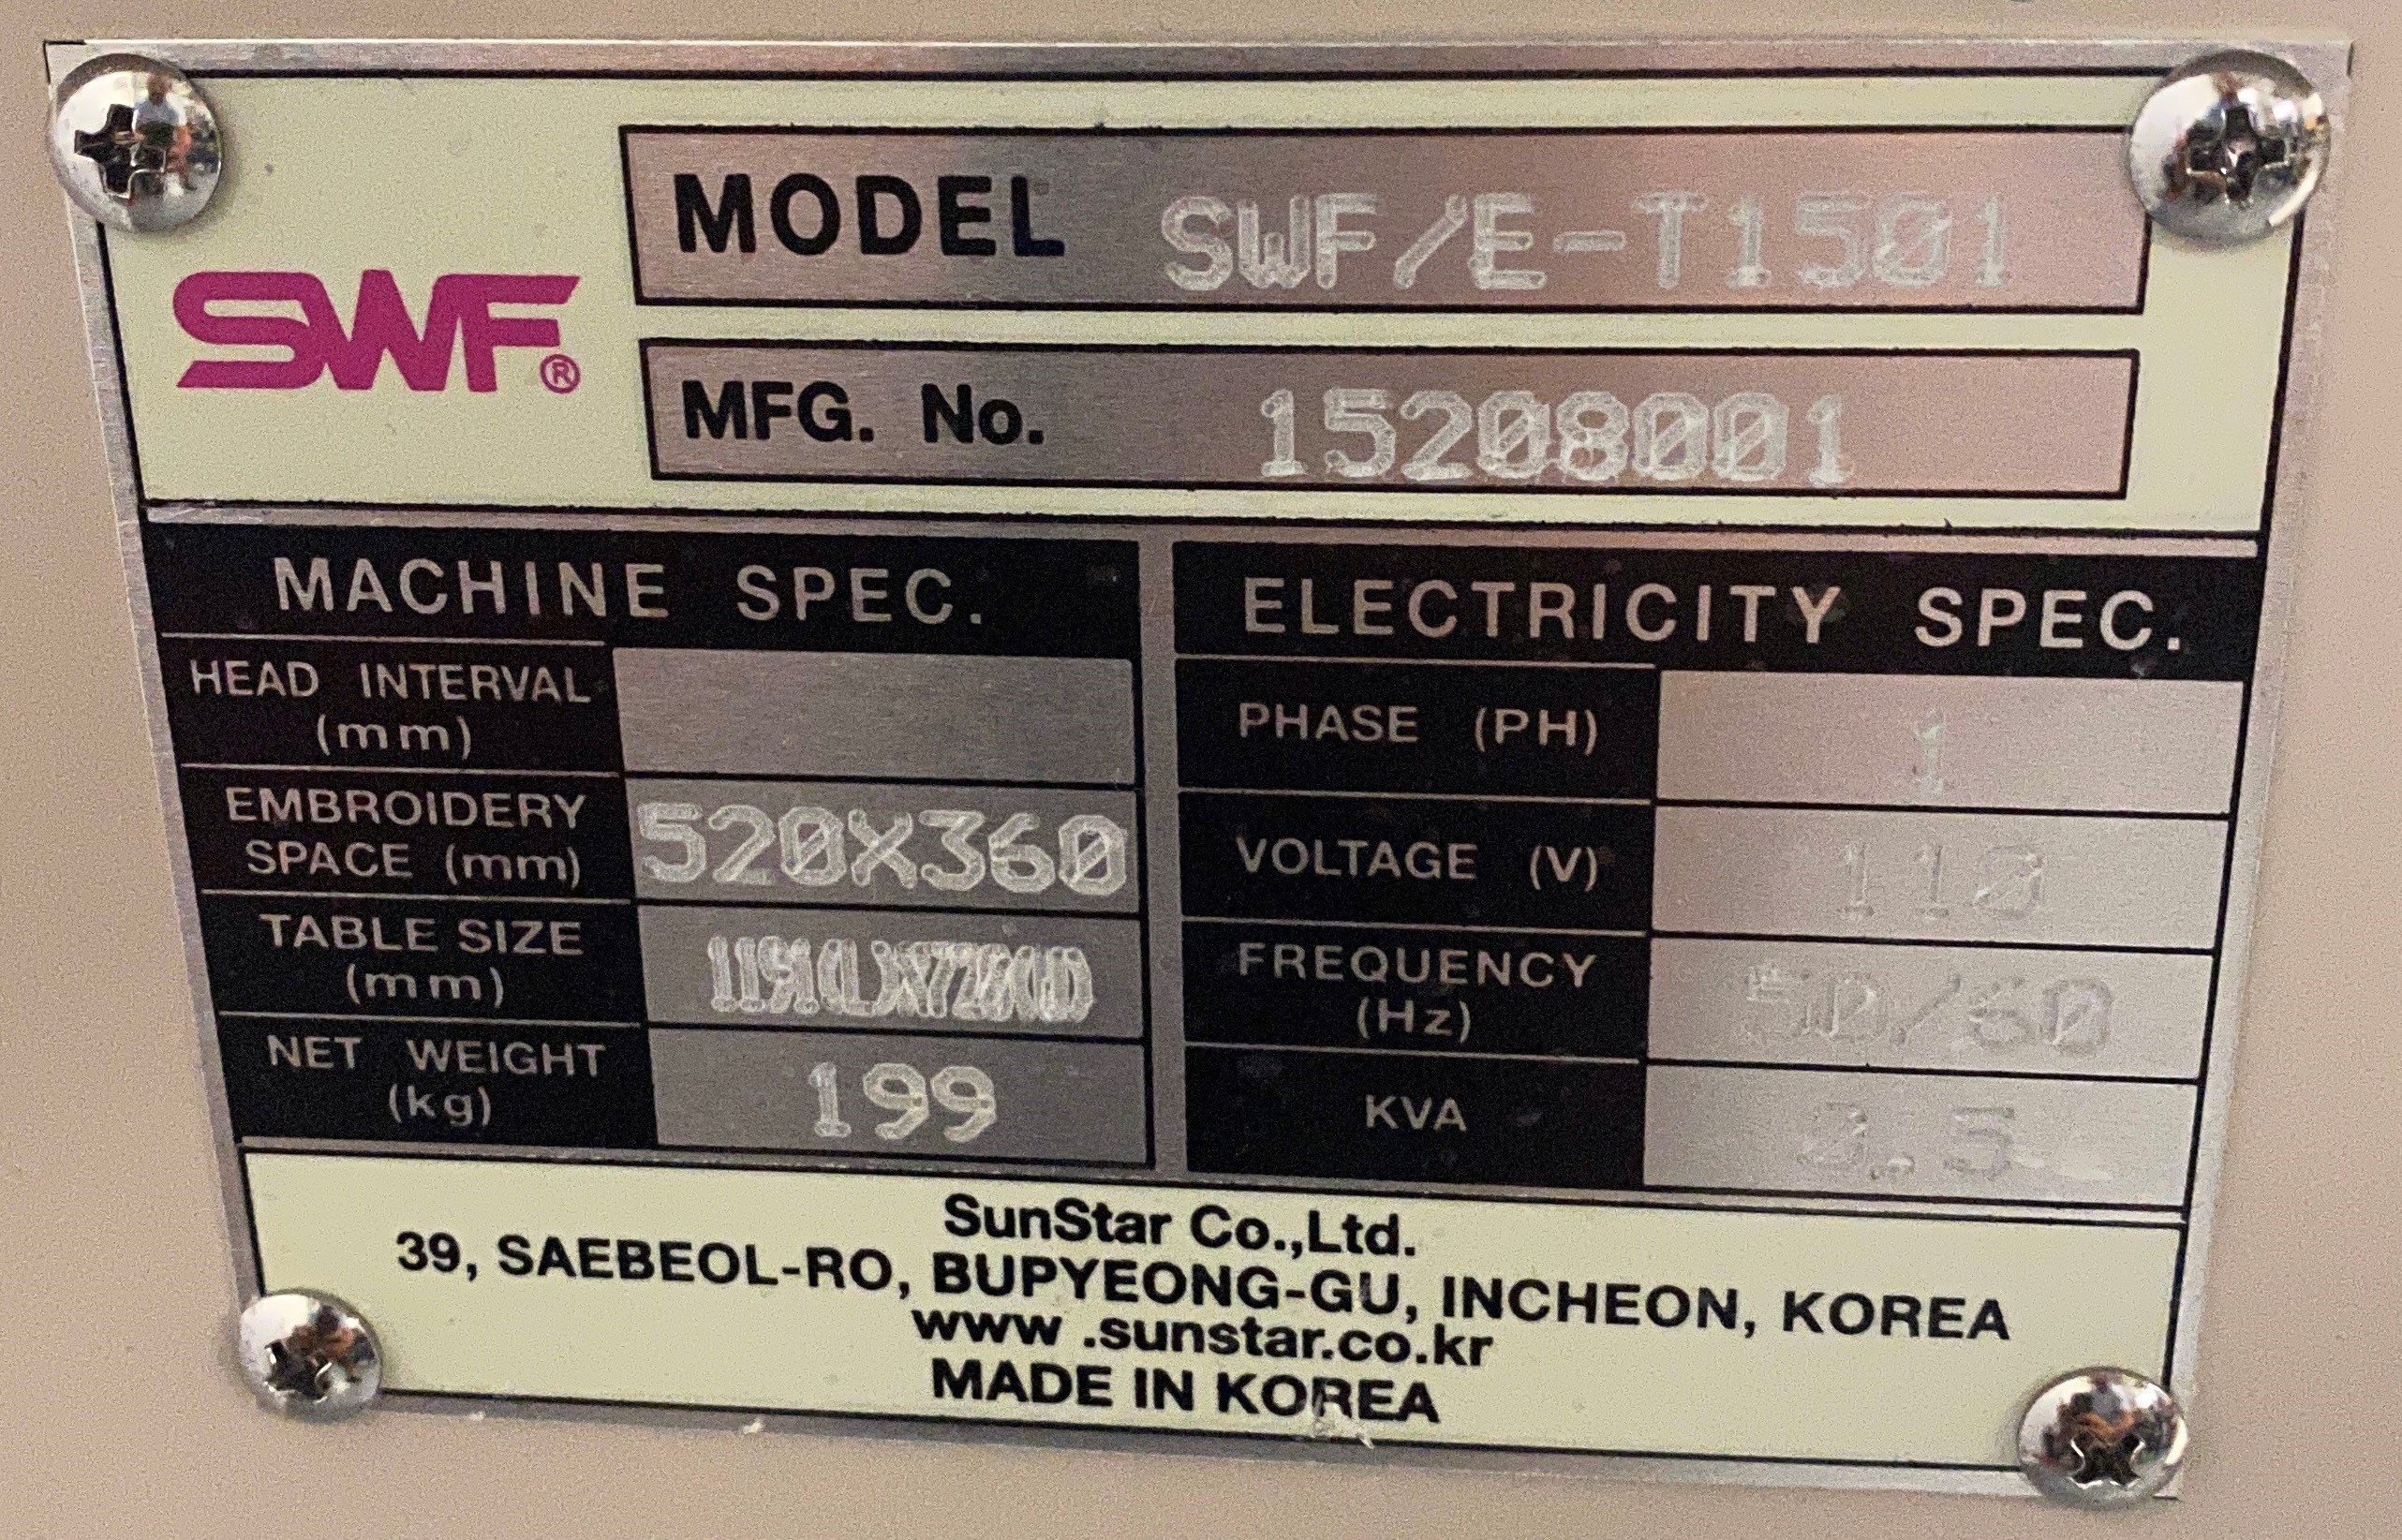 SWF®
MODEL SWF/E-T1501
MFG. No. 15208001
MACHINE SPEC.
HEAD INTERVAL
(mm)
EMBROIDERY
SPACE (mm) 520X360
TABLE SIZE
(mm)
NET WEIGHT
(kg) 199
ELECTRICITY SPEC.
PHASE (PH) 1
VOLTAGE (V) 110
FREQUENCY
(Hz) 50/60
KVA 0.5
SunStar Co.,Ltd.
39, SAEBEOL-RO, BUPYEONG-GU, INCHEON, KOREA
www .sunstar.co.kr
MADE IN KOREA